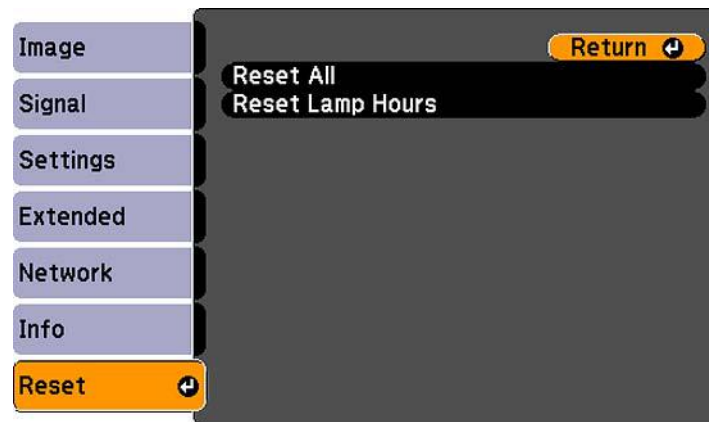 Image
Signal
Settings
Extended
Network
Info
Reset
Return
Reset All
Reset Lamp Hours